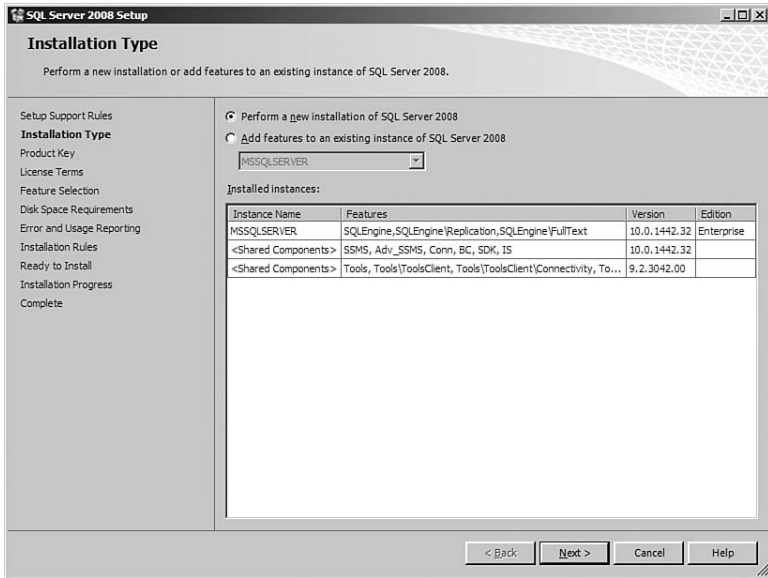 SQL Server 2008 Setup
Installation Type
Perform a new installation or add features to an existing instance of SQL Server 2008.
Setup Support Rules
Installation Type
Product Key
License Terms
Feature Selection
Disk Space Requirements
Error and Usage Reporting
Installation Rules
Ready to Install
Installation Progress
Complete
Perform a new installation of SQL Server 2008
Add features to an existing instance of SQL Server 2008
MSSQLSERVER
Installed instances:
Instance Name Features Version Edition
MSSQLSERVER SQLEngine,SQLEngine\Replication,SQLEngine\FullText 10.0.1442.32 Enterprise
<Shared Components> SSMS, Adv_SSMS, Conn, BC, SDK, IS 10.0.1442.32
<Shared Components> Tools, Tools\ToolsClient, Tools\ToolsClient\Connectivity, To... 9.2.3042.00
< Back Next > Cancel Help